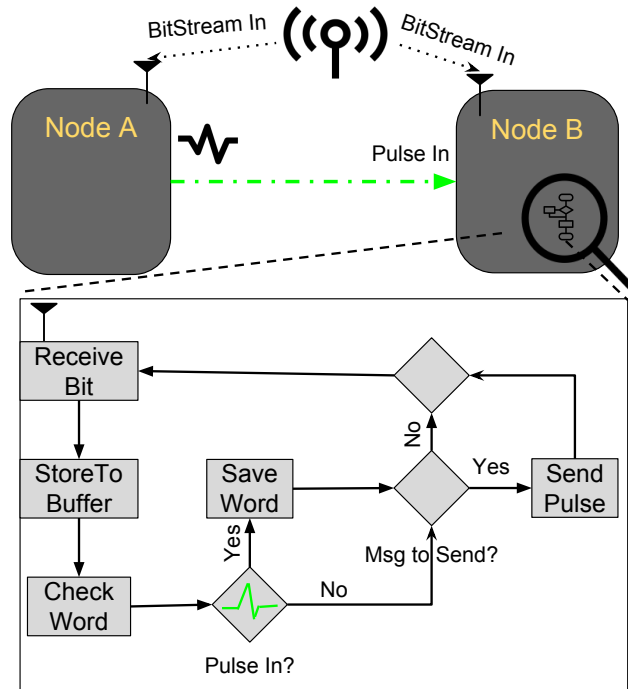 BitStream In
BitStream In
Node A
Node B
Pulse In
Receive
Bit
StoreTo
Buffer
Save
Word
No
Yes
Send
Pulse
Yes
Msg to Send?
Check
Word
No
Pulse In?